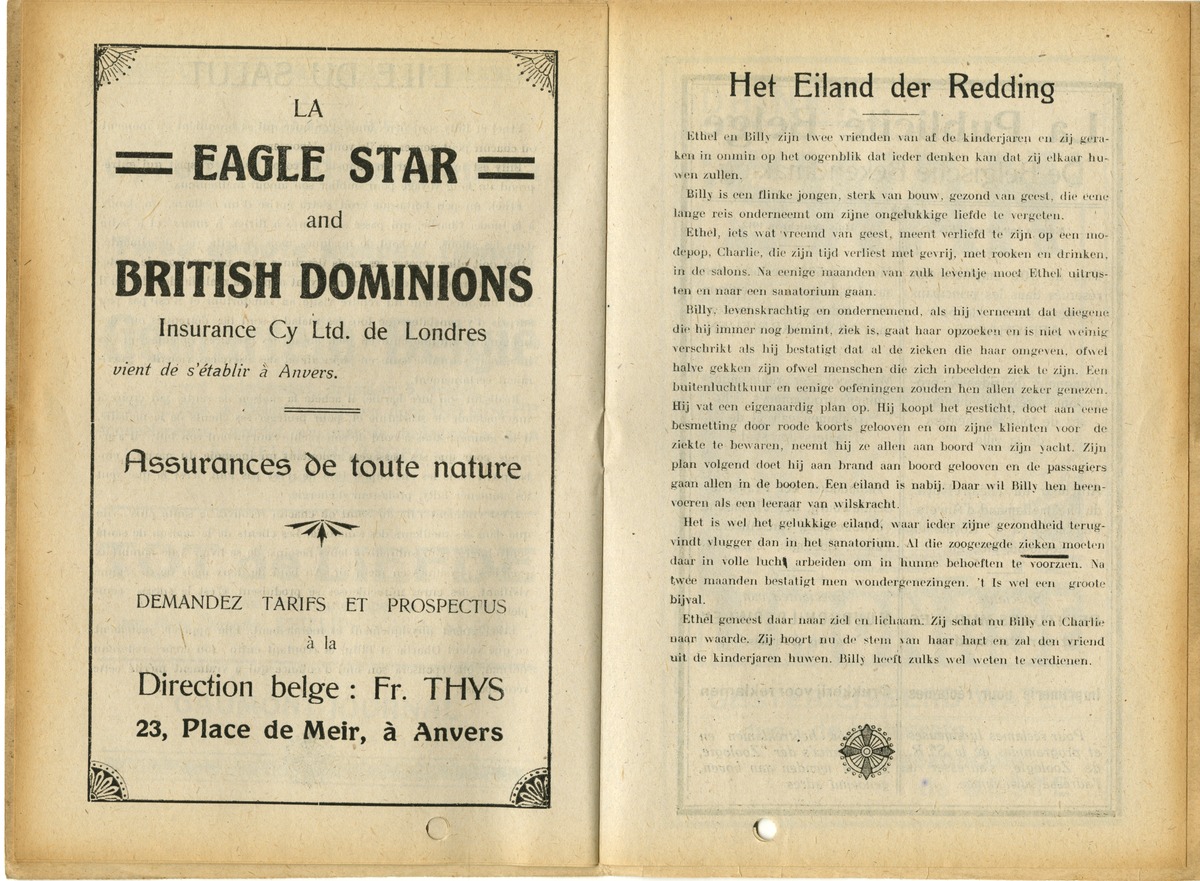 LA
EAGLE STAR
and
BRITISH DOMINIONS
Insurance Cy Ltd. de Londres
vient de s'établir à Anvers.
Assurances de toute nature
DEMANDEZ TARIFS ET PROSPECTUS
à la
Direction belge : Fr. THYS
23, Place de Meir, à Anvers
Het Eiland der Redding
Ethel en Billy zijn twee vrienden van af de kinderjaren en zij gera-
ken in onmin op het oogenblik dat ieder denken kan dat zij elkaar hu-
wen zullen.
Billy is een flinke jongen, sterk van bouw, gezond van geest, die eene
lange reis onderneemt om zijne ongelukkige liefde te vergeten.
Ethel, iets wat vreemd van geest, meent verliefd te zijn op een mo-
depop, Charlie, die zijn tijd verliest met gevrij, met rooken en drinken,
in de salons. Na eenige maanden van zulk leventje moet Ethel uitrus-
ten en naar een sanatorium gaan.
Billy, levenskrachtig en ondernemend, als hij verneemt dat diegene
die hij immer nog bemint, ziek is, gaat haar opzoeken en is niet weinig
verschrikt als hij bestatigt dat al de zieken die haar omgeven, ofwel
halve gekken zijn ofwel menschen die zich inbeelden ziek te zijn. Een
buitenluchtkuur en eenige oefeningen zouden hen allen zeker genezen.
Hij vat een eigenaardig plan op. Hij koopt het gesticht, doet aan eene
besmetting door roode koorts gelooven en om zijne klienten voor de
ziekte te bewaren, neemt hij ze allen aan boord van zijn yacht. Zijn
plan volgend doet hij aan brand aan boord gelooven en de passagiers
gaan allen in de booten. Een eiland is nabij. Daar wil Billy hen heen-
voeren als een leeraar van wilskracht.
Het is wel het gelukkige eiland, waar ieder zijne gezondheid terug-
vindt vlugger dan in het sanatorium. Al die zoogezegde zieken moeten
daar in volle lucht arbeiden om in hunne behoeften te voorzien. Na
twee maanden bestatigt men wondergenezingen. 't Is wel een groote
bijval.
Ethel geneest daar naar ziel en lichaam. Zij schat nu Billy en Charlie
naar waarde. Zij hoort nu de stem van haar hart en zal den vriend
uit de kinderjaren huwen. Billy heeft zulks wel weten te verdienen.